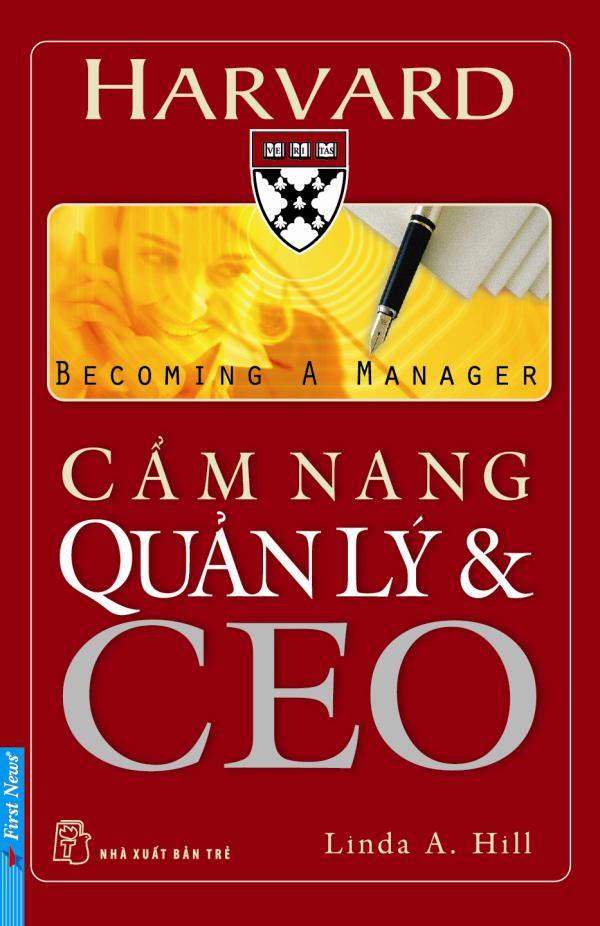 HARVARD
VE RI TAS
BECOMING A MANAGER
CẨM NANG
QUẢN LÝ &
CEO
First News®
T
NHÀ XUẤT BẢN TRẺ
Linda A. Hill